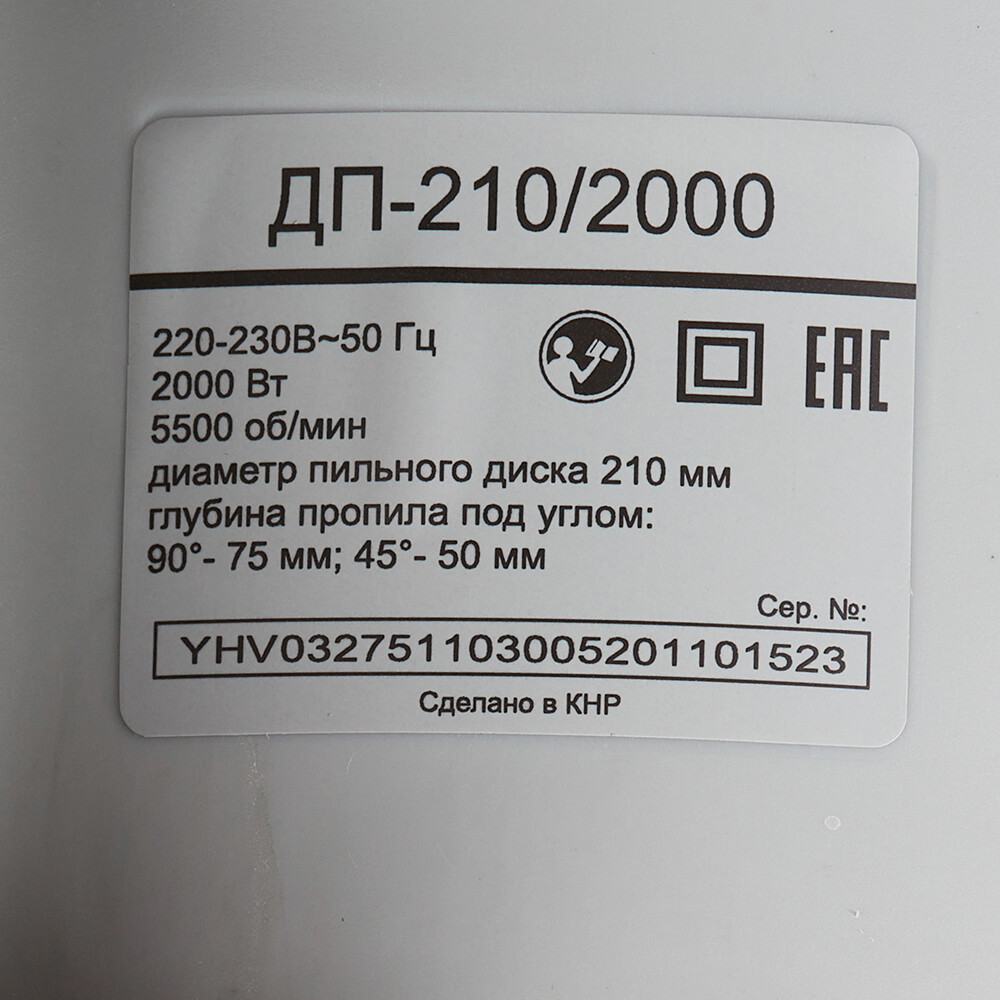 ДП-210/2000
220-230В~50 Гц
2000 Вт
5500 об/мин
диаметр пильного диска 210 мм
глубина пропила под углом:
90°- 75 мм; 45°- 50 мм
ЕАС
Сер. №:
YHV032751103005201101523
Сделано в КНР